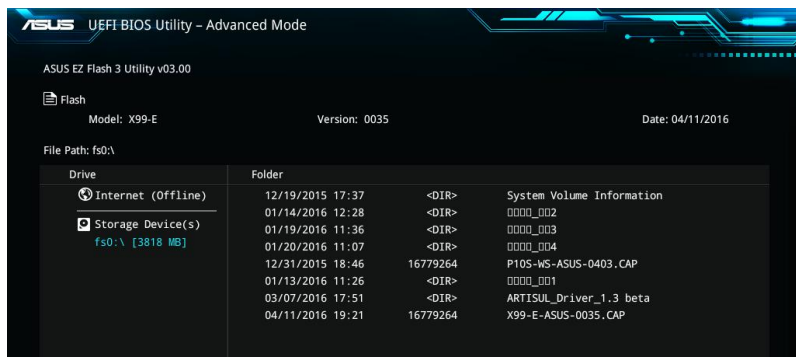 ASUS UEFI BIOS Utility – Advanced Mode
ASUS EZ Flash 3 Utility v03.00
Flash
Model: X99-E Version: 0035 Date: 04/11/2016
File Path: fs0:\
Drive Folder
Internet (Offline) 12/19/2015 17:37 <DIR> System Volume Information
01/14/2016 12:28 <DIR> □□□□_□□2
Storage Device(s) 01/19/2016 11:36 <DIR> □□□□_□□3
fs0:\ [3818 MB] 01/20/2016 11:07 <DIR> □□□□_□□4
12/31/2015 18:46 16779264 P10S-WS-ASUS-0403.CAP
01/13/2016 11:26 <DIR> □□□□_□□1
03/07/2016 17:51 <DIR> ARTISUL_Driver_1.3 beta
04/11/2016 19:21 16779264 X99-E-ASUS-0035.CAP